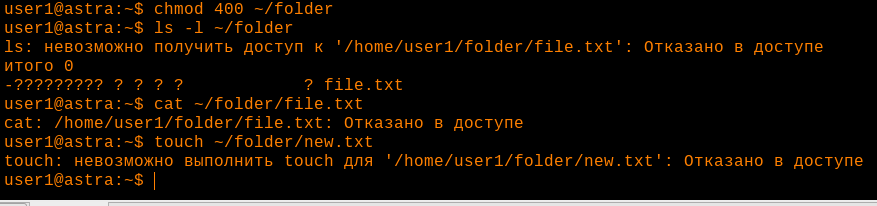 user1@astra:~$ chmod 400 ~/folder
user1@astra:~$ ls -l ~/folder
ls: невозможно получить доступ к '/home/user1/folder/file.txt': Отказано в доступе
итого 0
-????????? ? ? ? ?            ? file.txt
user1@astra:~$ cat ~/folder/file.txt
cat: /home/user1/folder/file.txt: Отказано в доступе
user1@astra:~$ touch ~/folder/new.txt
touch: невозможно выполнить touch для '/home/user1/folder/new.txt': Отказано в доступе
user1@astra:~$